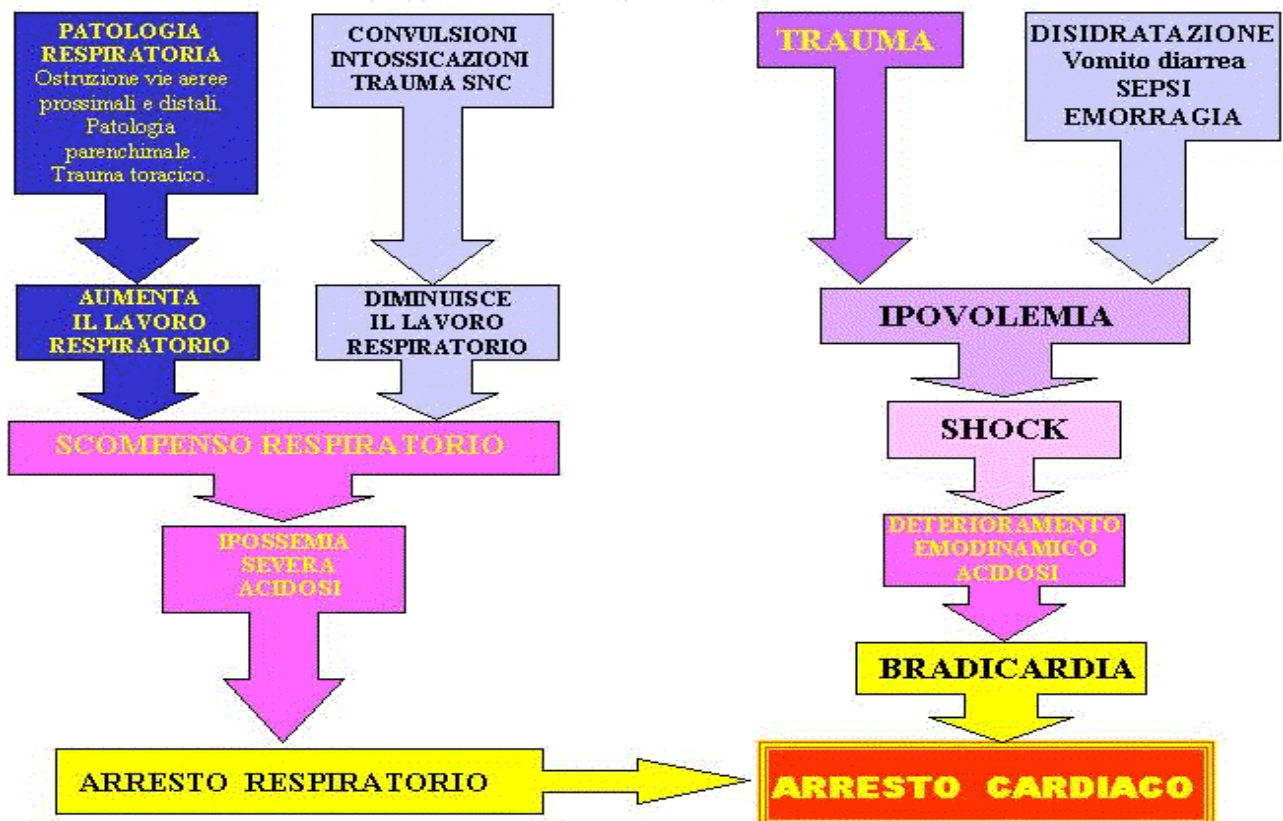 PATOLOGIA
RESPIRATORIA
Ostruzione vie aeree
prossimali e distali.
Patologia
parenchimale.
Trauma toracico.
CONVULSIONI
INTOSSICAZIONI
TRAUMA SNC
TRAUMA
DISIDRATAZIONE
Vomito diarrea
SEPSI
EMORRAGIA
AUMENTA
IL LAVORO
RESPIRATORIO
DIMINUISCE
IL LAVORO
RESPIRATORIO
IPOVOLEMIA
SCOMPENSO RESPIRATORIO
SHOCK
IPOSSEMIA
SEVERA
ACIDOSI
DETERIORAMENTO
EMODINAMICO
ACIDOSI
BRADICARDIA
ARRESTO RESPIRATORIO
ARRESTO CARDIACO